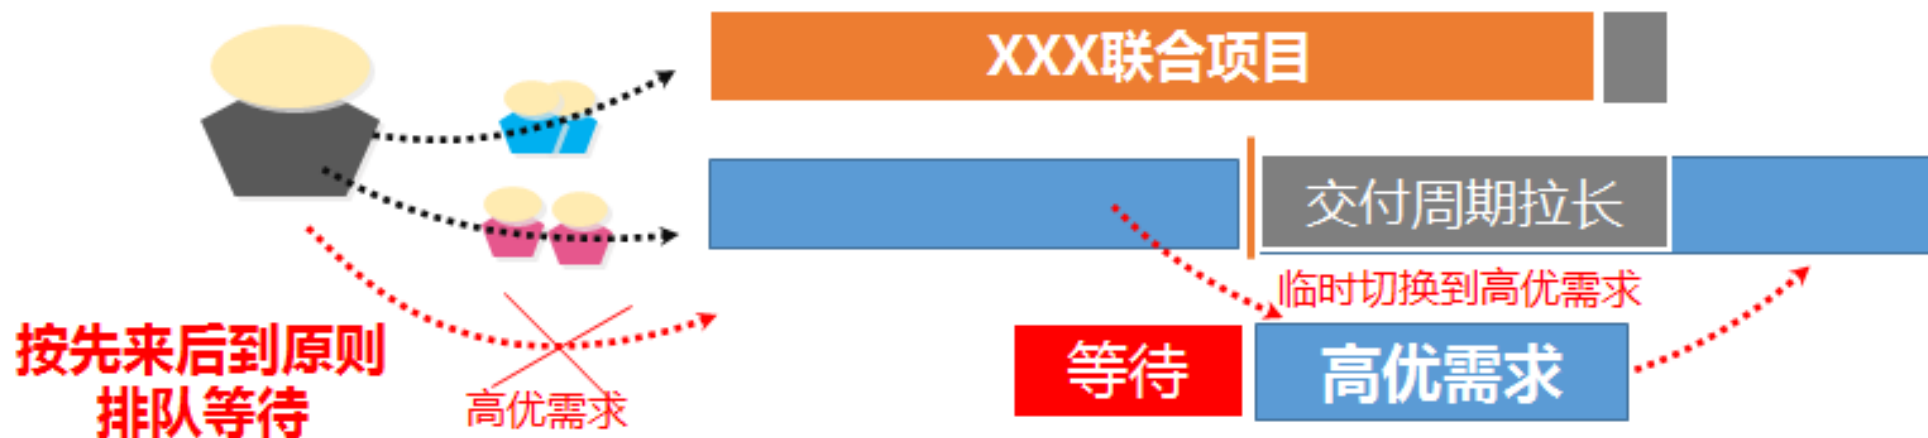 XXX联合项目
交付周期拉长
临时切换到高优需求
按先来后到原则
排队等待
高优需求
等待
高优需求